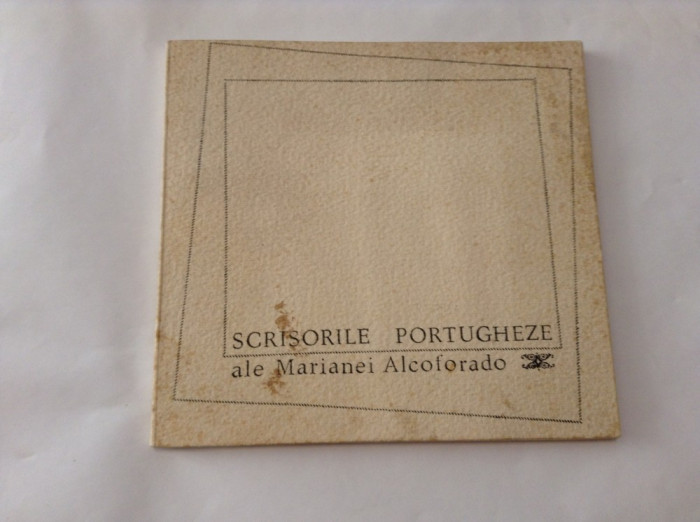 SCRISORILE PORTUGHEZE
ale Marianei Alcoforado